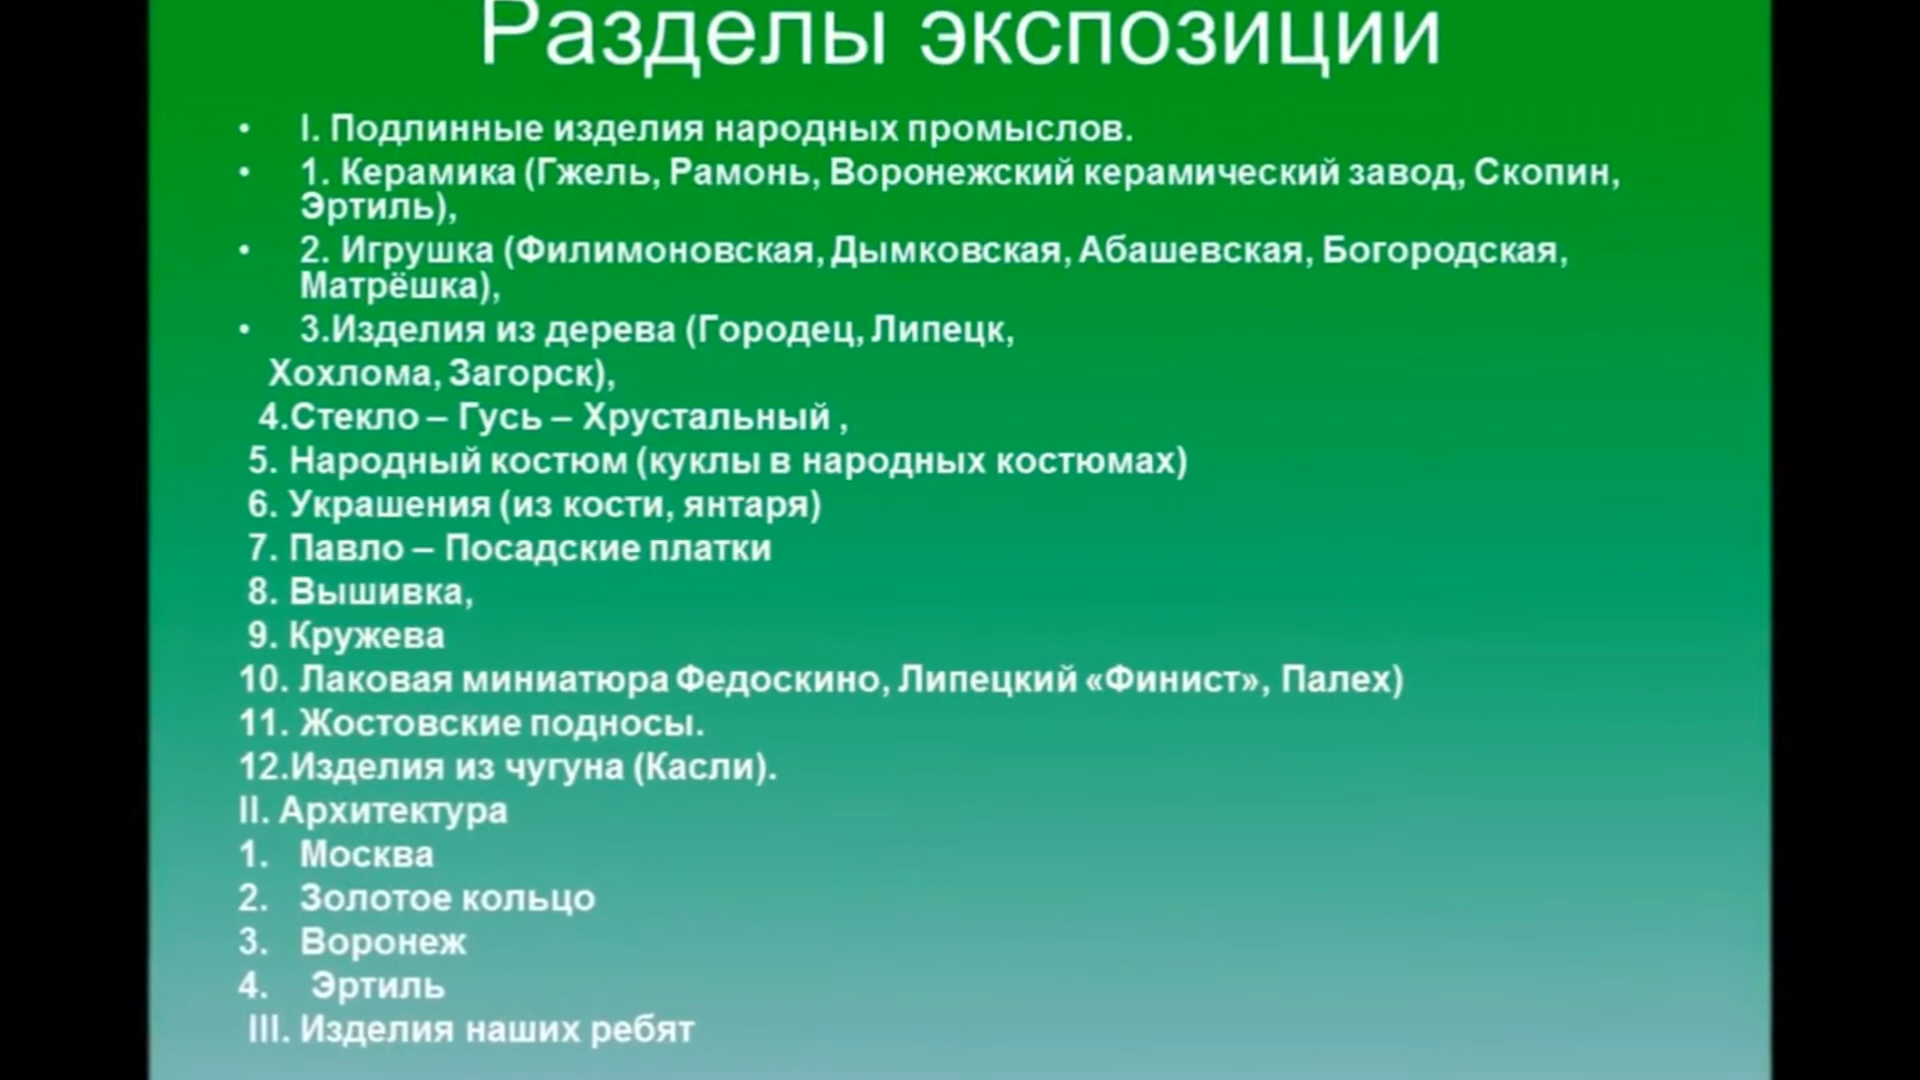 Разделы экспозиции
• I. Подлинные изделия народных промыслов.
• 1. Керамика (Гжель, Рамонь, Воронежский керамический завод, Скопин,
Эртиль),
• 2. Игрушка (Филимоновская, Дымковская, Абашевская, Богородская,
Матрёшка),
• 3.Изделия из дерева (Городец, Липецк,
Хохлома, Загорск),
4.Стекло – Гусь – Хрустальный ,
5. Народный костюм (куклы в народных костюмах)
6. Украшения (из кости, янтаря)
7. Павло – Посадские платки
8. Вышивка,
9. Кружева
10. Лаковая миниатюра Федоскино, Липецкий «Финист», Палех)
11. Жостовские подносы.
12.Изделия из чугуна (Касли).
II. Архитектура
1. Москва
2. Золотое кольцо
3. Воронеж
4. Эртиль
III. Изделия наших ребят